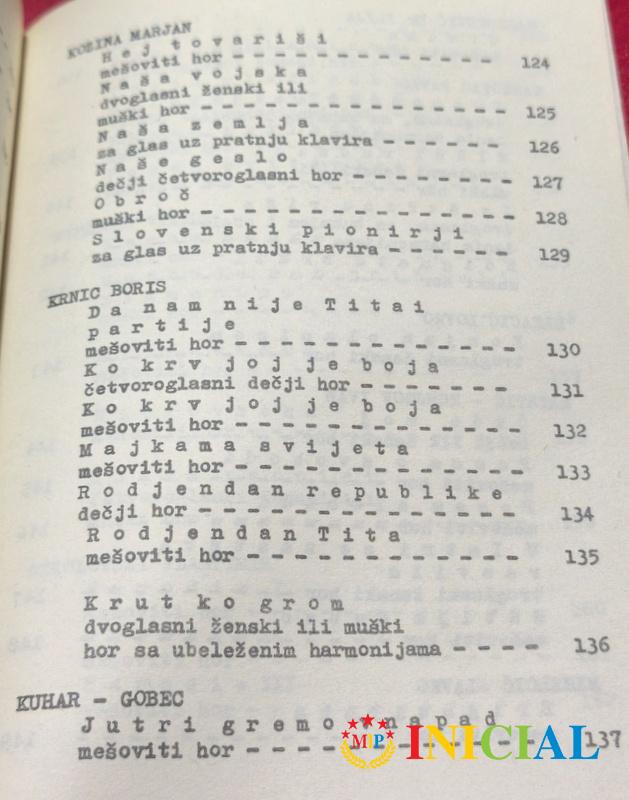 KOZINA MARJAN
H e j  t o v a r i š i
mešoviti hor - - - - - - - - - - - - - 124
N a š a  v o j s k a
dvoglasni ženski ili
muški hor - - - - - - - - - - - - - - - 125
N a š a  z e m l j a
za glas uz pratnju klavira - - - - - - 126
N a š e  g e s l o
dečji četvoroglasni hor - - - - - - - - 127
O b r o č
muški hor - - - - - - - - - - - - - - - 128
S l o v e n s k i  p i o n i r j i
za glas uz pratnju klavira - - - - - - 129
KRNIC BORIS
D a  n a m  n i j e  T i t a  i
p a r t i j e
mešoviti hor - - - - - - - - - - - - - 130
K o  k r v  j o j  j e  b o j a
četvoroglasni dečji hor - - - - - - - 131
K o  k r v  j o j  j e  b o j a
mešoviti hor - - - - - - - - - - - - - 132
M a j k a m a  s v i j e t a
mešoviti hor - - - - - - - - - - - - - 133
R o d j e n d a n  r e p u b l i k e
dečji hor - - - - - - - - - - - - - - - 134
R o d j e n d a n  T i t a
mešoviti hor - - - - - - - - - - - - - 135
K r u t  k o  g r o m
dvoglasni ženski ili muški
hor sa ubeleženim harmonijama - - - - 136
KUHAR - GOBEC
J u t r i  g r e m o  v  n a p a d
mešoviti hor - - - - - - - - - - - - - 137
MIP INICIAL